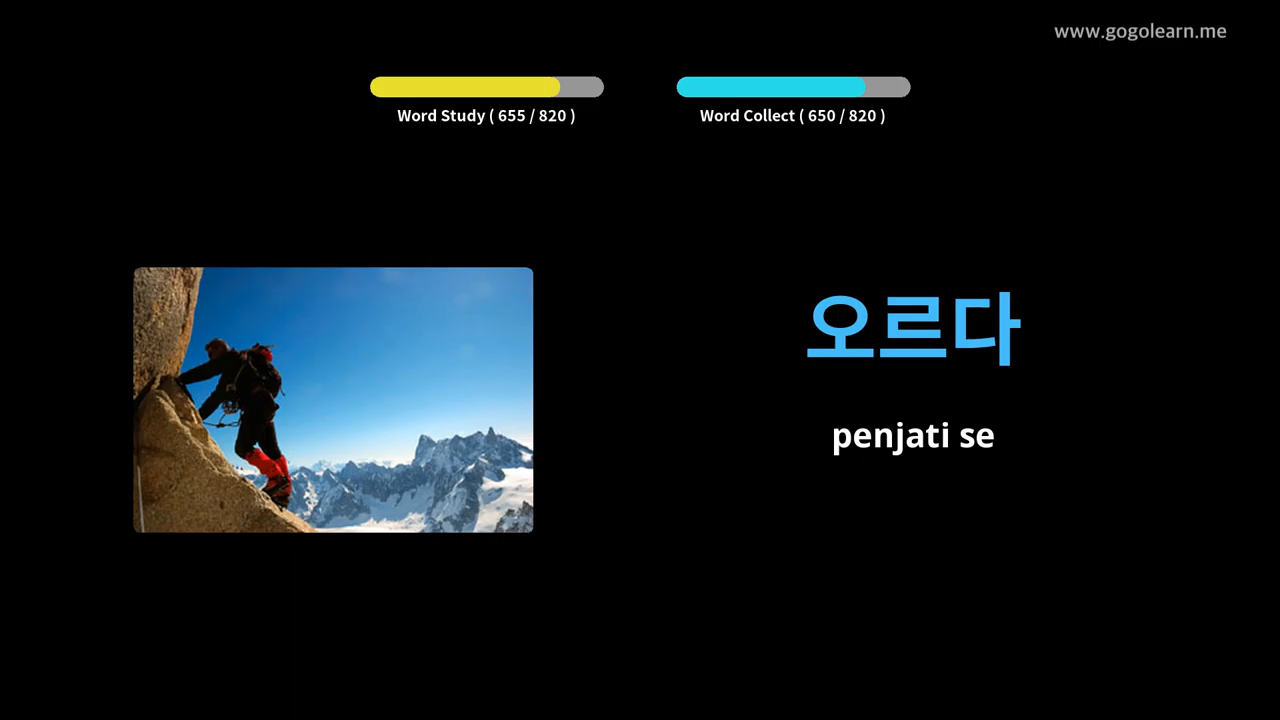 www.gogolearn.me
Word Study ( 655 / 820 )
Word Collect ( 650 / 820 )
오르다
penjati se